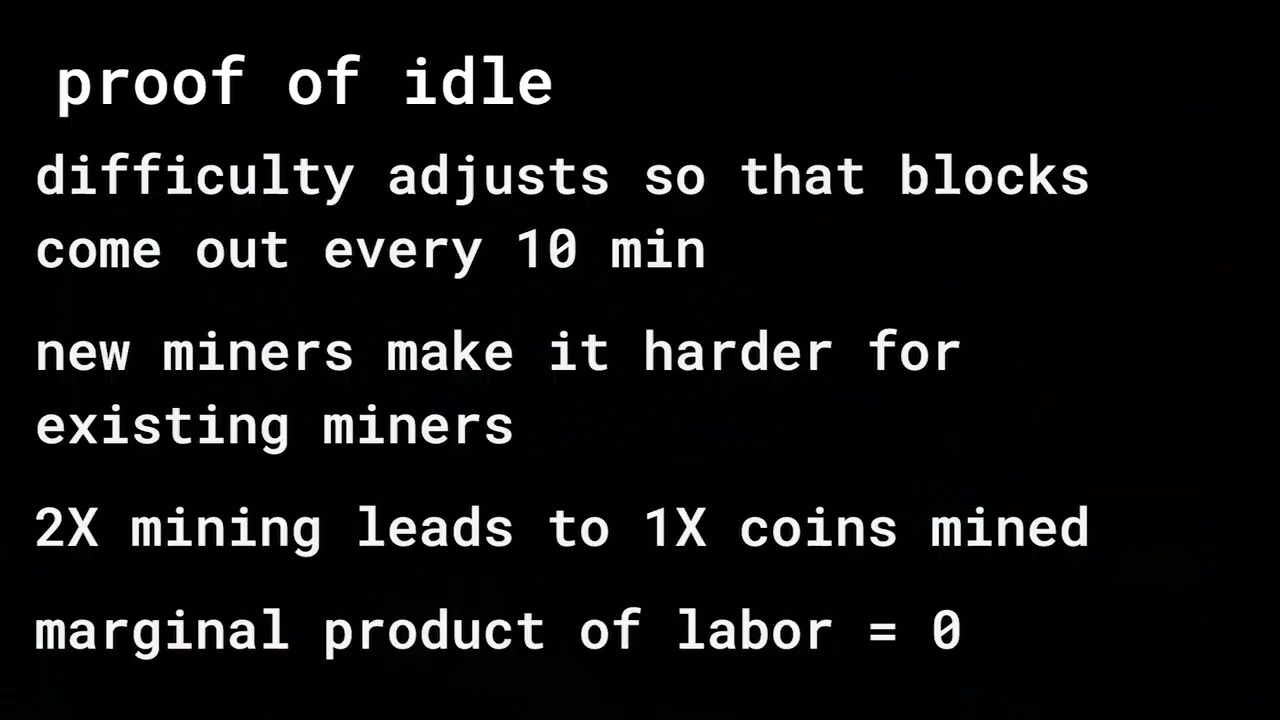 proof of idle
difficulty adjusts so that blocks
come out every 10 min
new miners make it harder for
existing miners
2X mining leads to 1X coins mined
marginal product of labor = 0